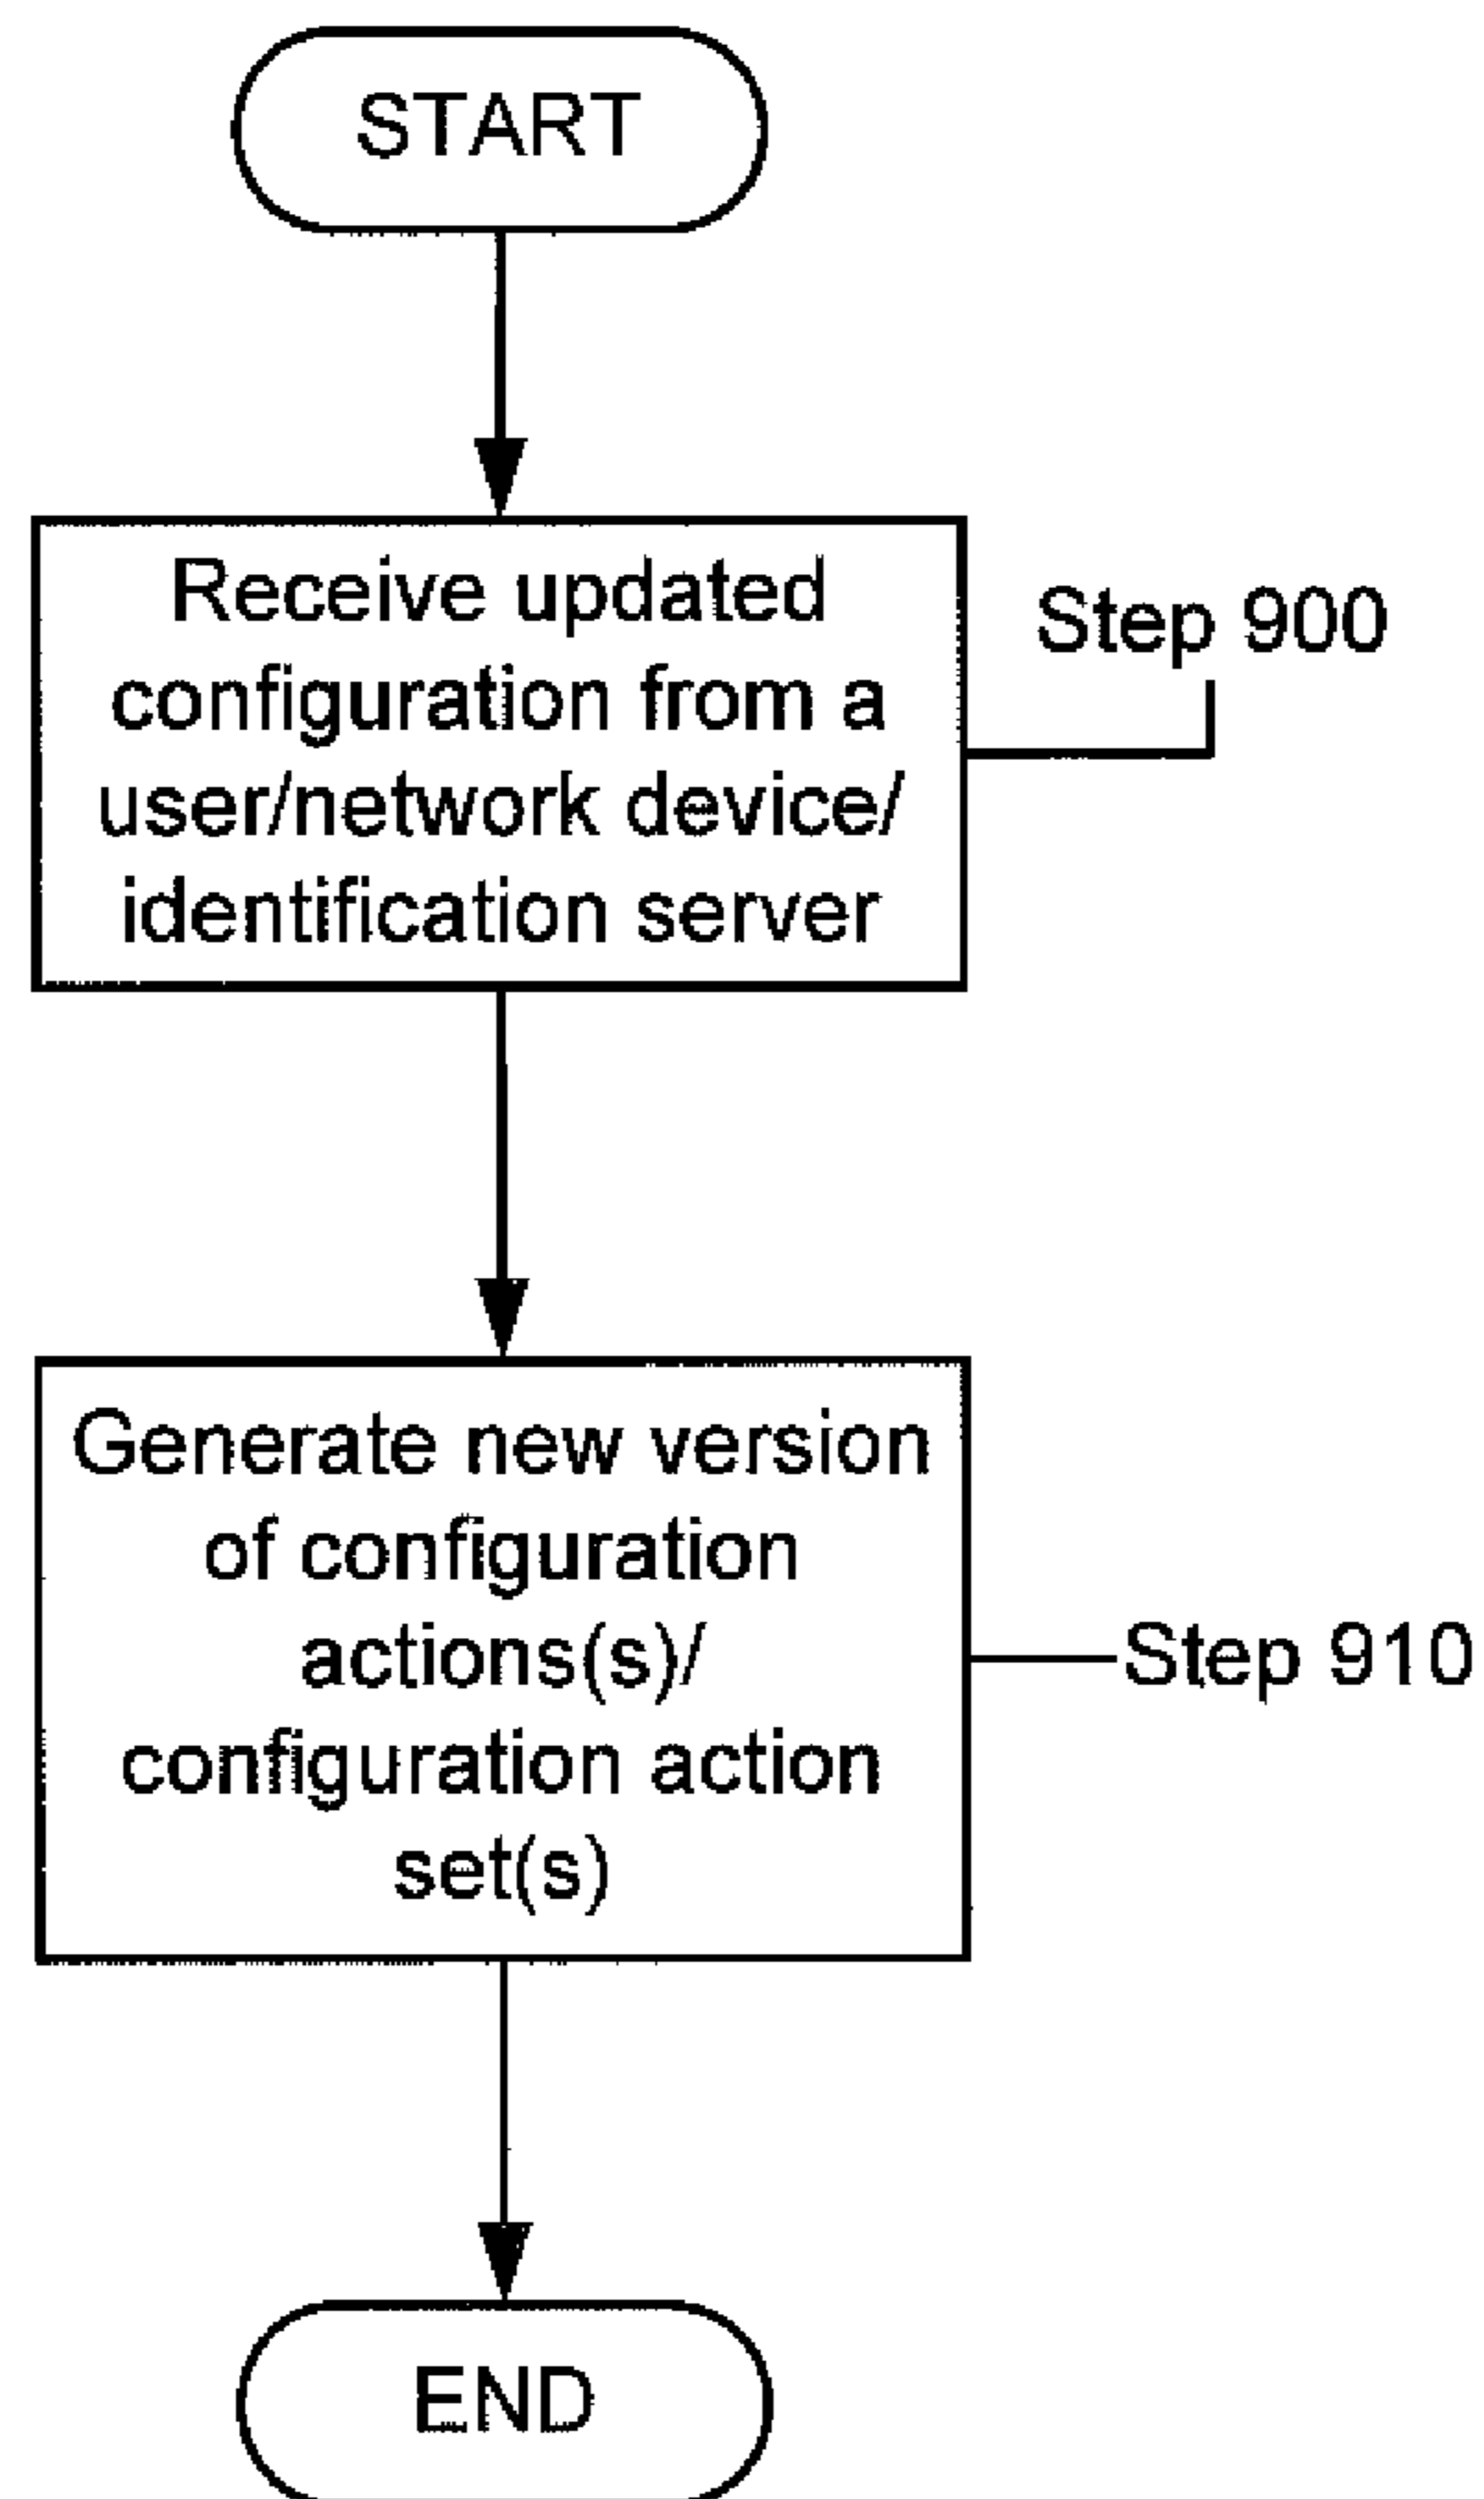 START
Receive updated
configuration from a
user/network device/
identification server
Step 900
Generate new version
of configuration
actions(s)/
configuration action
set(s)
Step 910
END